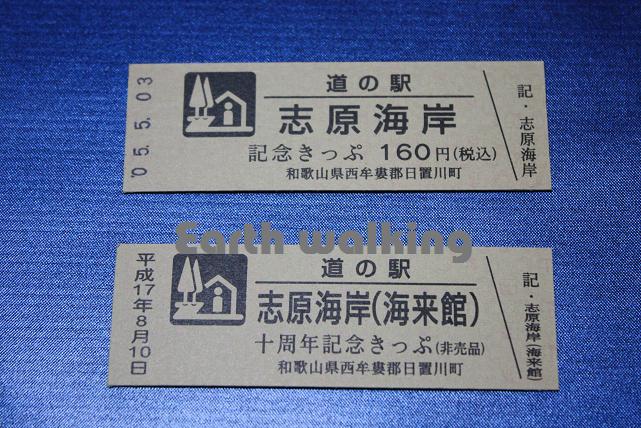 05.5.03
道の駅
志原海岸
記念きっぷ 160円(税込)
和歌山県西牟婁郡日置川町
記・志原海岸
Earth walking
平成17年8月10日
道の駅
志原海岸(海来館)
十周年記念きっぷ(非売品)
和歌山県西牟婁郡日置川町
記・志原海岸(海来館)